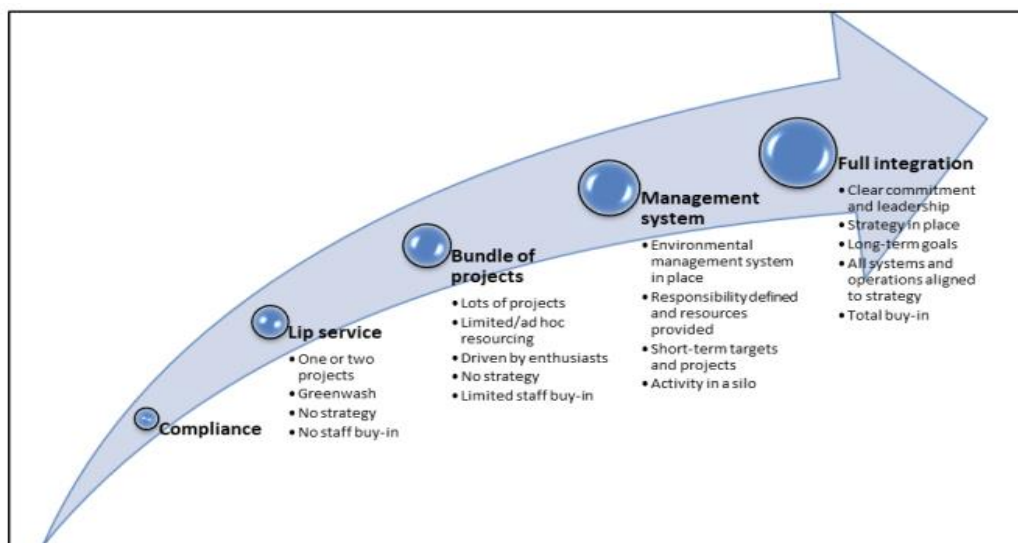 Compliance
Lip service
• One or two
projects
• Greenwash
• No strategy
• No staff buy-in
Bundle of
projects
• Lots of projects
• Limited/ad hoc
resourcing
• Driven by enthusiasts
• No strategy
• Limited staff buy-in
Management
system
• Environmental
management system
in place
• Responsibility defined
and resources
provided
• Short-term targets
and projects
• Activity in a silo
Full integration
• Clear commitment
and leadership
• Strategy in place
• Long-term goals
• All systems and
operations aligned
to strategy
• Total buy-in